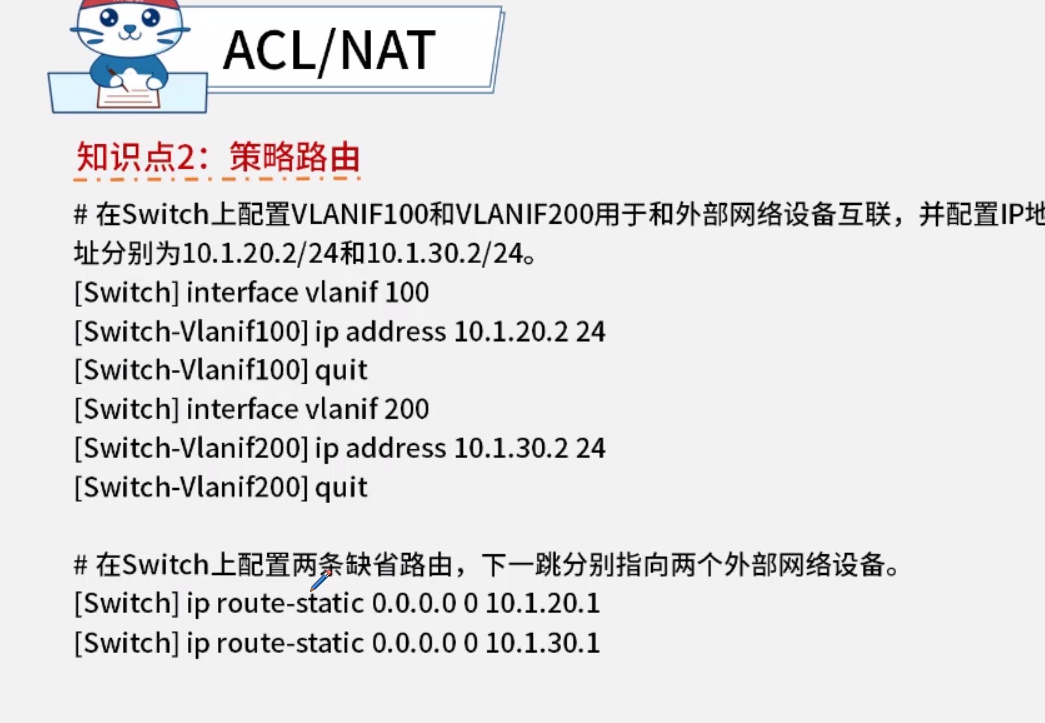 ACL/NAT
知识点2：策略路由
# 在Switch上配置VLANIF100和VLANIF200用于和外部网络设备互联，并配置IP地
址分别为10.1.20.2/24和10.1.30.2/24。
[Switch] interface vlanif 100
[Switch-Vlanif100] ip address 10.1.20.2 24
[Switch-Vlanif100] quit
[Switch] interface vlanif 200
[Switch-Vlanif200] ip address 10.1.30.2 24
[Switch-Vlanif200] quit
# 在Switch上配置两条缺省路由，下一跳分别指向两个外部网络设备。
[Switch] ip route-static 0.0.0.0 0 10.1.20.1
[Switch] ip route-static 0.0.0.0 0 10.1.30.1